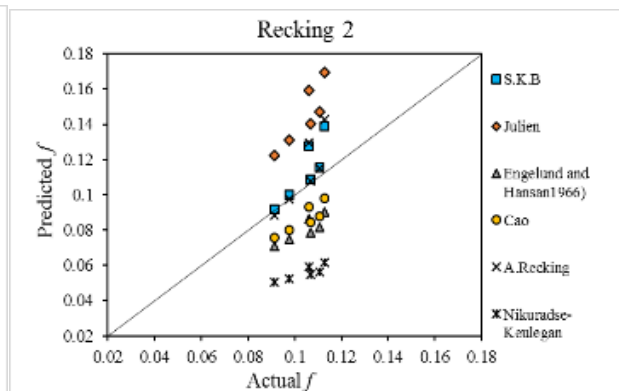 Recking 2
Predicted f
0.18
0.16
0.14
0.12
0.1
0.08
0.06
0.04
0.02
0.02
0.04
0.06
0.08
0.1
0.12
0.14
0.16
0.18
Actual f
S.K.B
Julien
Engelund and
Hansan1966)
Cao
A.Recking
Nikuradse-
Keulegan